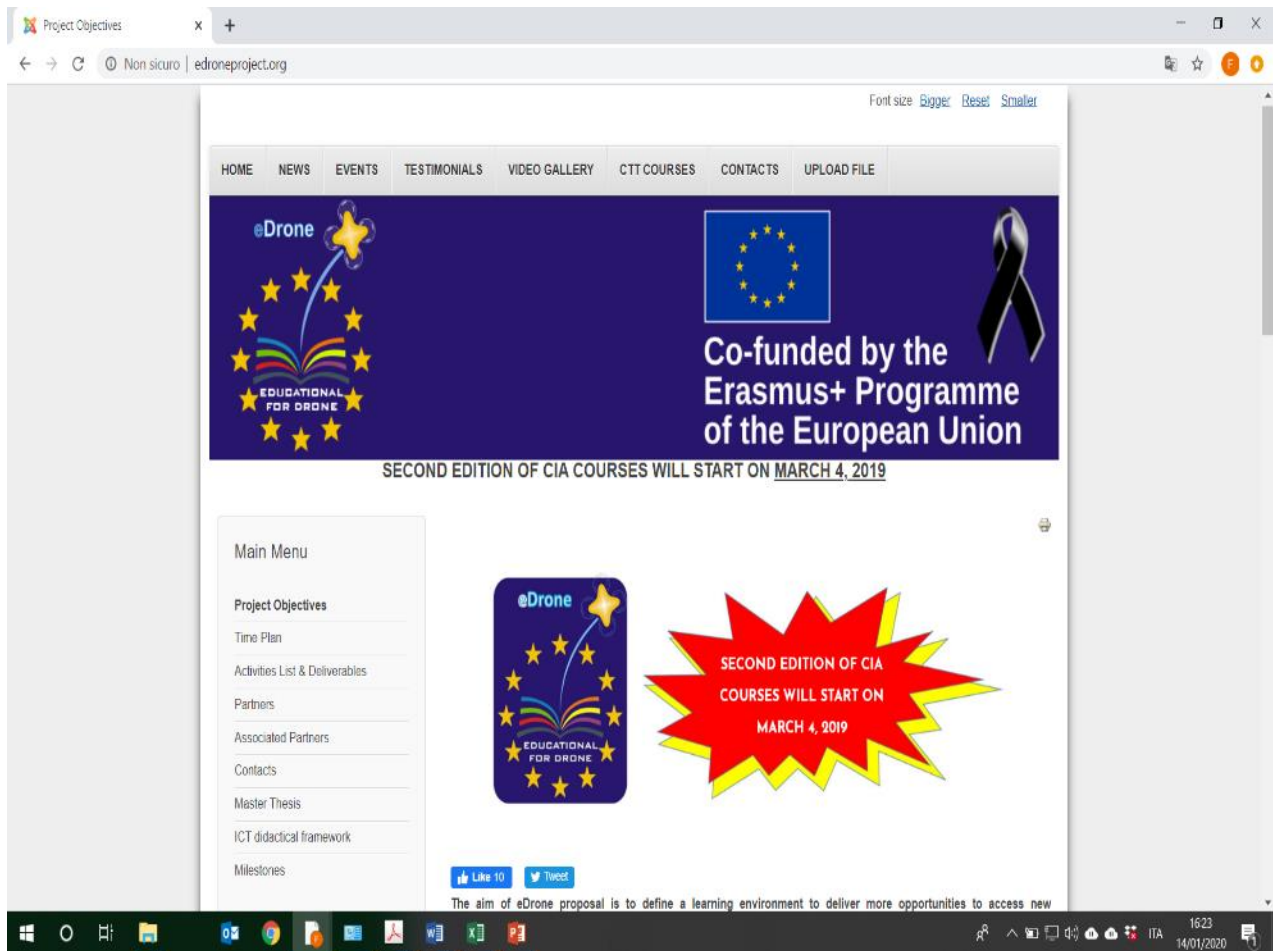 Project Objectives
Non sicuro | edroneproject.org
F
Font size Bigger Reset Smaller
HOME NEWS EVENTS TESTIMONIALS VIDEO GALLERY CTT COURSES CONTACTS UPLOAD FILE
eDrone
EDUCATIONAL
FOR DRONE
Co-funded by the
Erasmus+ Programme
of the European Union
SECOND EDITION OF CIA COURSES WILL START ON MARCH 4, 2019
Main Menu
Project Objectives
Time Plan
Activities List & Deliverables
Partners
Associated Partners
Contacts
Master Thesis
ICT didactical framework
Milestones
eDrone
EDUCATIONAL
FOR DRONE
SECOND EDITION OF CIA
COURSES WILL START ON
MARCH 4, 2019
Like 10 Tweet
The aim of eDrone proposal is to define a learning environment to deliver more opportunities to access new
ITA
16:23
14/01/2020